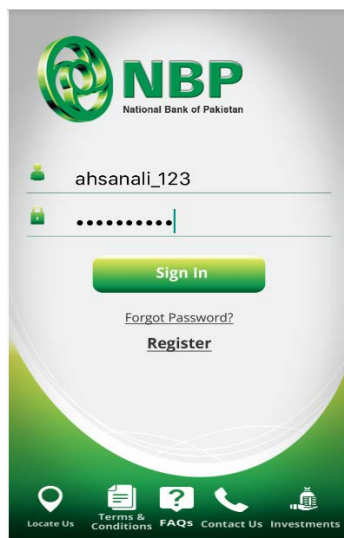 NBP
National Bank of Pakistan
ahsanali_123
••••••••••
Sign In
Forgot Password?
Register
Locate Us
Terms & Conditions
FAQs
Contact Us
Investments